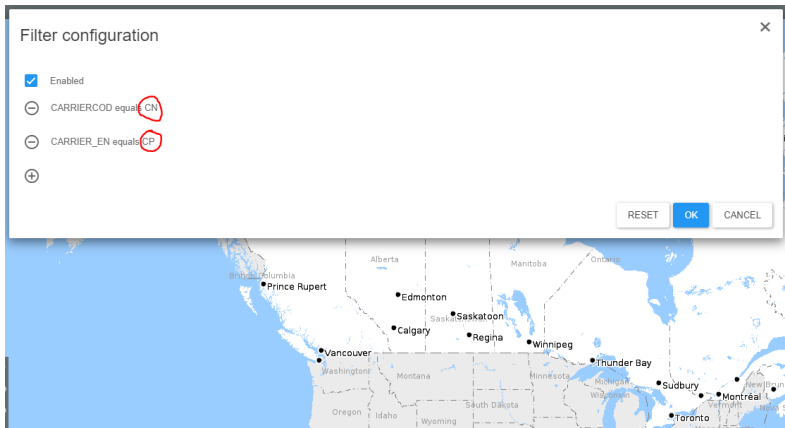 Filter configuration
×
Enabled
CARRIERCOD equals CN
CARRIER_EN equals CP
RESET OK CANCEL
Alberta
Manitoba
Ontario
British Columbia
Prince Rupert
Edmonton
Saskatoon
Calgary
Regina
Winnipeg
Vancouver
Thunder Bay
Washington
Montana
Minnesota
Michigan
Sudbury
Wisconsin
Montréal
Vermont
South Dakota
Oregon
Idaho
Wyoming
Toronto